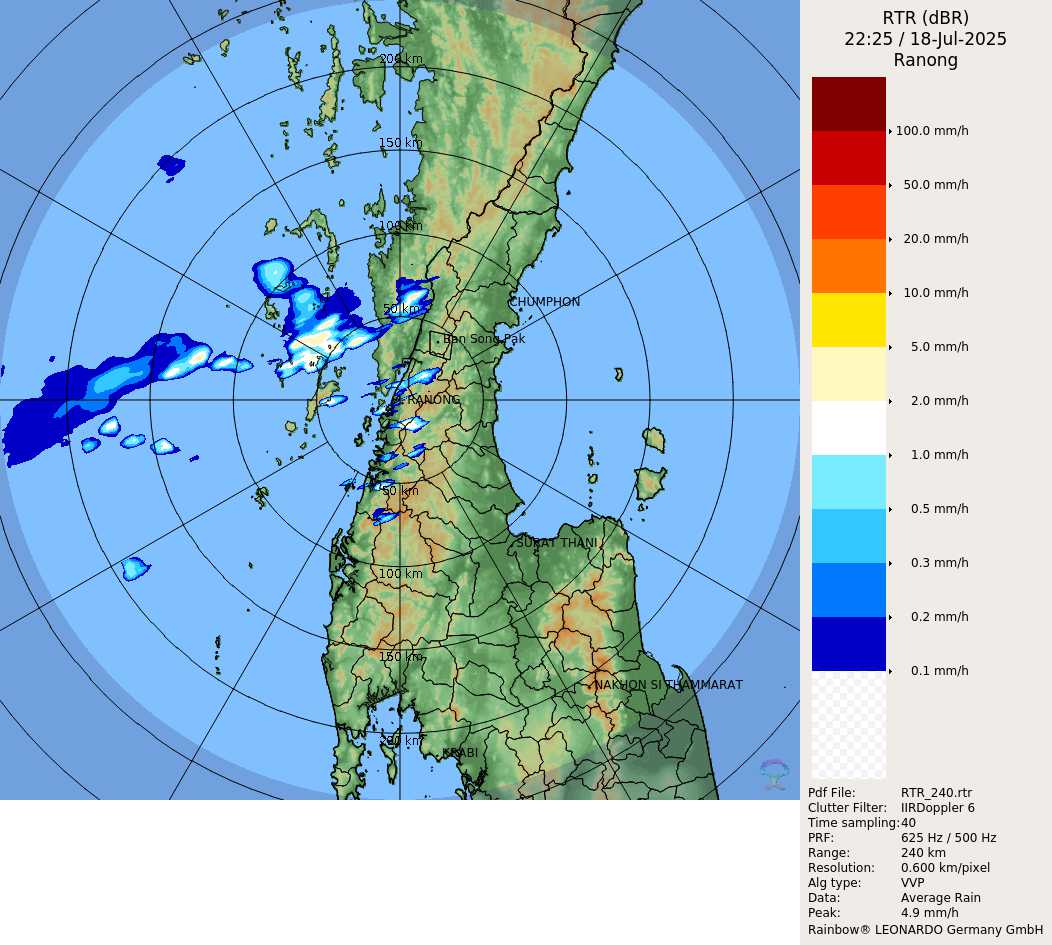 RTR (dBR)
22:25 / 18-Jul-2025
Ranong
200 km
150 km
100 km
50 km
CHUMPHON
Ban Song Pak
RANONG
50 km
SURAT THANI
100 km
150 km
NAKHON SI THAMMARAT
200 km
KRABI
100.0 mm/h
50.0 mm/h
20.0 mm/h
10.0 mm/h
5.0 mm/h
2.0 mm/h
1.0 mm/h
0.5 mm/h
0.3 mm/h
0.2 mm/h
0.1 mm/h
Pdf File: RTR_240.rtr
Clutter Filter: IIRDoppler 6
Time sampling:40
PRF: 625 Hz / 500 Hz
Range: 240 km
Resolution: 0.600 km/pixel
Alg type: VVP
Data: Average Rain
Peak: 4.9 mm/h
Rainbow® LEONARDO Germany GmbH